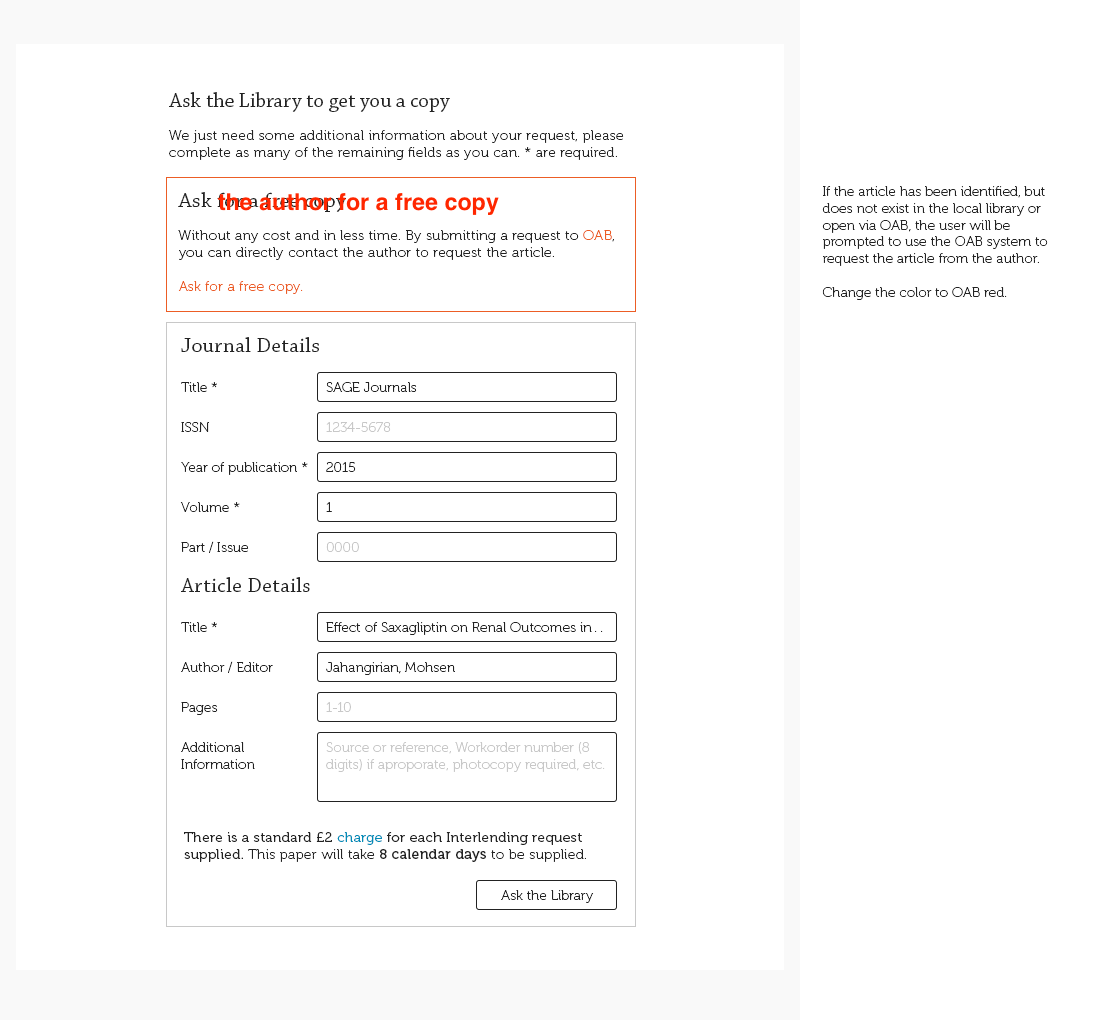 Ask the Library to get you a copy
We just need some additional information about your request, please
complete as many of the remaining fields as you can. * are required.
Ask for a free copy
the author for a free copy
Without any cost and in less time. By submitting a request to OAB,
you can directly contact the author to request the article.
Ask for a free copy.
If the article has been identified, but
does not exist in the local library or
open via OAB, the user will be
prompted to use the OAB system to
request the article from the author.
Change the color to OAB red.
Journal Details
Title * SAGE Journals
ISSN 1234-5678
Year of publication * 2015
Volume * 1
Part / Issue 0000
Article Details
Title * Effect of Saxagliptin on Renal Outcomes in . .
Author / Editor Jahangirian, Mohsen
Pages 1-10
Additional
Information
Source or reference, Workorder number (8
digits) if aproporate, photocopy required, etc.
There is a standard £2 charge for each Interlending request
supplied. This paper will take 8 calendar days to be supplied.
Ask the Library